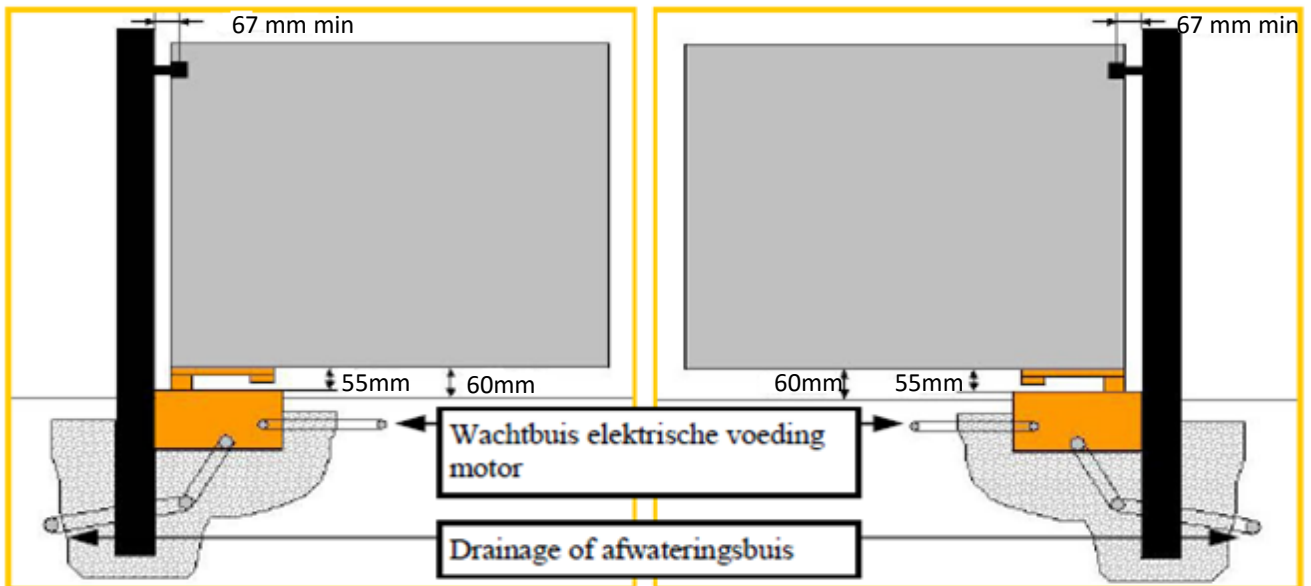 67 mm min
67 mm min
55mm
60mm
60mm
55mm
Wachtbuis elektrische voeding
motor
Drainage of afwateringsbuis